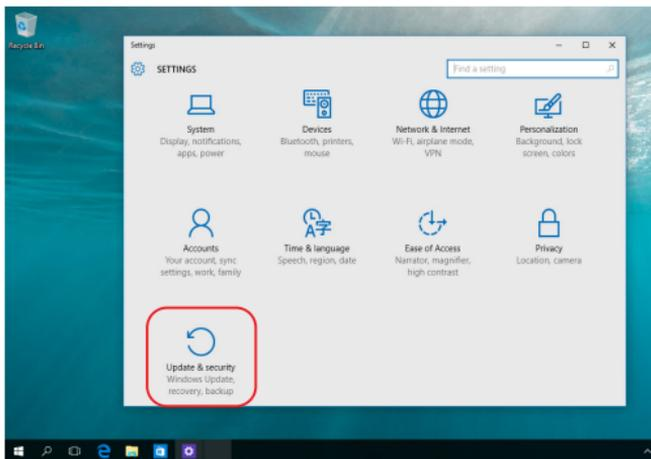 Recycle Bin
Settings
SETTINGS
Find a setting
System
Display, notifications,
apps, power
Devices
Bluetooth, printers,
mouse
Network & Internet
Wi-Fi, airplane mode,
VPN
Personalization
Background, lock
screen, colors
Accounts
Your account, sync
settings, work, family
Time & language
Speech, region, date
Ease of Access
Narrator, magnifier,
high contrast
Privacy
Location, camera
Update & security
Windows Update,
recovery, backup